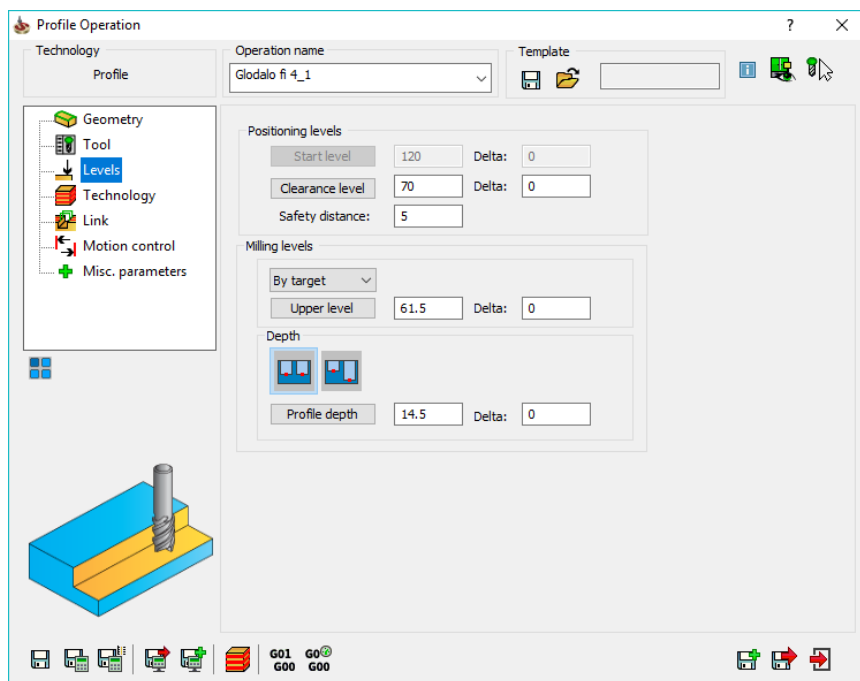 Profile Operation ?
Technology
Profile
Operation name
Glodalo fi 4_1
Template
Geometry
Tool
Levels
Technology
Link
Motion control
Misc. parameters
Positioning levels
Start level 120 Delta: 0
Clearance level 70 Delta: 0
Safety distance: 5
Milling levels
By target
Upper level 61.5 Delta: 0
Depth
Profile depth 14.5 Delta: 0
G01 G0
G00 G00